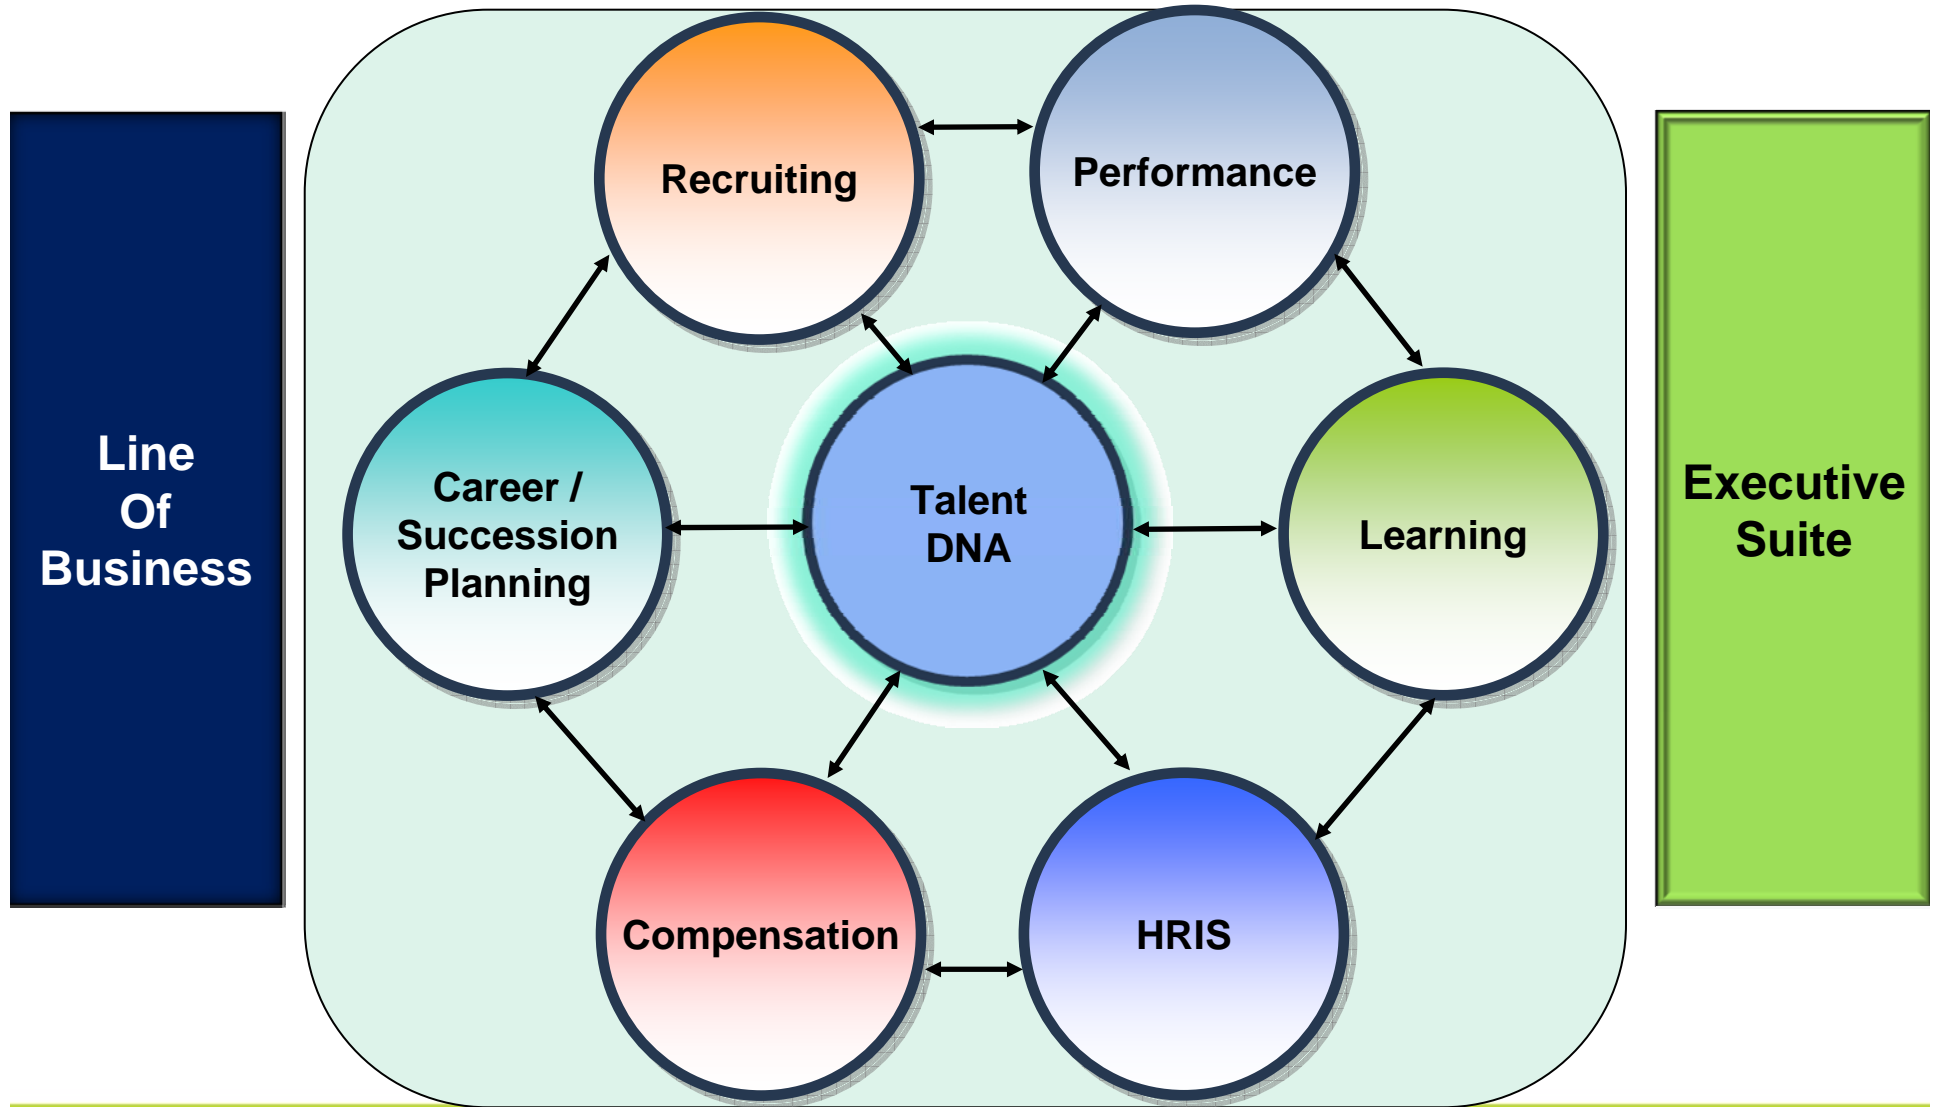 Recruiting
Performance
Line
Of
Business
Career /
Succession
Planning
Talent
DNA
Learning
Executive
Suite
Compensation
HRIS